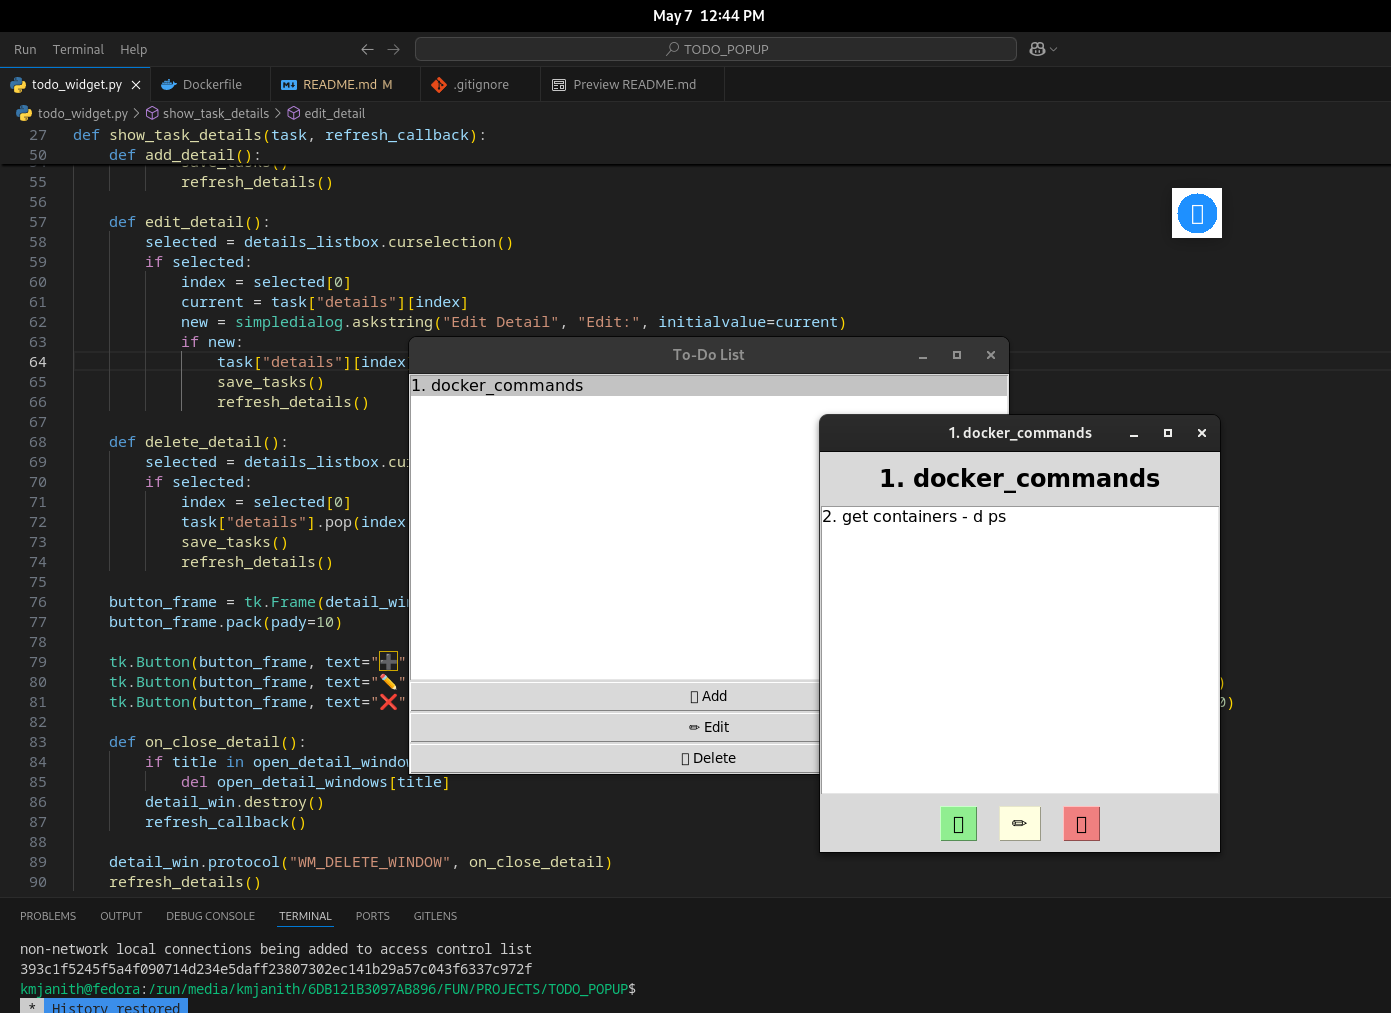 May 7 12:44 PM
Run Terminal Help
TODO_POPUP
todo_widget.py
Dockerfile
README.md M
.gitignore
Preview README.md
todo_widget.py > show_task_details > edit_detail
27 def show_task_details(task, refresh_callback):
50 def add_detail():
55 refresh_details()
56
57 def edit_detail():
58 selected = details_listbox.curselection()
59 if selected:
60 index = selected[0]
61 current = task["details"][index]
62 new = simpledialog.askstring("Edit Detail", "Edit:", initialvalue=current)
63 if new:
64 task["details"][index
65 save_tasks()
66 refresh_details()
67
68 def delete_detail():
69 selected = details_listbox.cu
70 if selected:
71 index = selected[0]
72 task["details"].pop(index
73 save_tasks()
74 refresh_details()
75
76 button_frame = tk.Frame(detail_wi
77 button_frame.pack(pady=10)
78
79 tk.Button(button_frame, text="➕"
80 tk.Button(button_frame, text="✏️" )
81 tk.Button(button_frame, text="❌" 0)
82
83 def on_close_detail():
84 if title in open_detail_windo
85 del open_detail_windows[title]
86 detail_win.destroy()
87 refresh_callback()
88
89 detail_win.protocol("WM_DELETE_WINDOW", on_close_detail)
90 refresh_details()
To-Do List
1. docker_commands
Add
✏ Edit
Delete
1. docker_commands
1. docker_commands
2. get containers - d ps
✏
PROBLEMS OUTPUT DEBUG CONSOLE TERMINAL PORTS GITLENS
non-network local connections being added to access control list
393c1f5245f5a4f090714d234e5daff23807302ec141b29a57c043f6337c972f
kmjanith@fedora:/run/media/kmjanith/6DB121B3097AB896/FUN/PROJECTS/TODO_POPUP$
* History restored